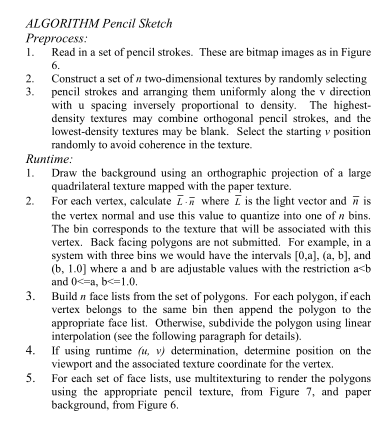 ALGORITHM Pencil Sketch
Preprocess:
1. Read in a set of pencil strokes. These are bitmap images as in Figure
6.
2. Construct a set of n two-dimensional textures by randomly selecting
3. pencil strokes and arranging them uniformly along the v direction
with u spacing inversely proportional to density. The highest-
density textures may combine orthogonal pencil strokes, and the
lowest-density textures may be blank. Select the starting v position
randomly to avoid coherence in the texture.
Runtime:
1. Draw the background using an orthographic projection of a large
quadrilateral texture mapped with the paper texture.
2. For each vertex, calculate L̅ · n̅ where L̅ is the light vector and n̅ is
the vertex normal and use this value to quantize into one of n bins.
The bin corresponds to the texture that will be associated with this
vertex. Back facing polygons are not submitted. For example, in a
system with three bins we would have the intervals [0,a], (a, b], and
(b, 1.0] where a and b are adjustable values with the restriction a<b
and 0<=a, b<=1.0.
3. Build n face lists from the set of polygons. For each polygon, if each
vertex belongs to the same bin then append the polygon to the
appropriate face list. Otherwise, subdivide the polygon using linear
interpolation (see the following paragraph for details).
4. If using runtime (u, v) determination, determine position on the
viewport and the associated texture coordinate for the vertex.
5. For each set of face lists, use multitexturing to render the polygons
using the appropriate pencil texture, from Figure 7, and paper
background, from Figure 6.